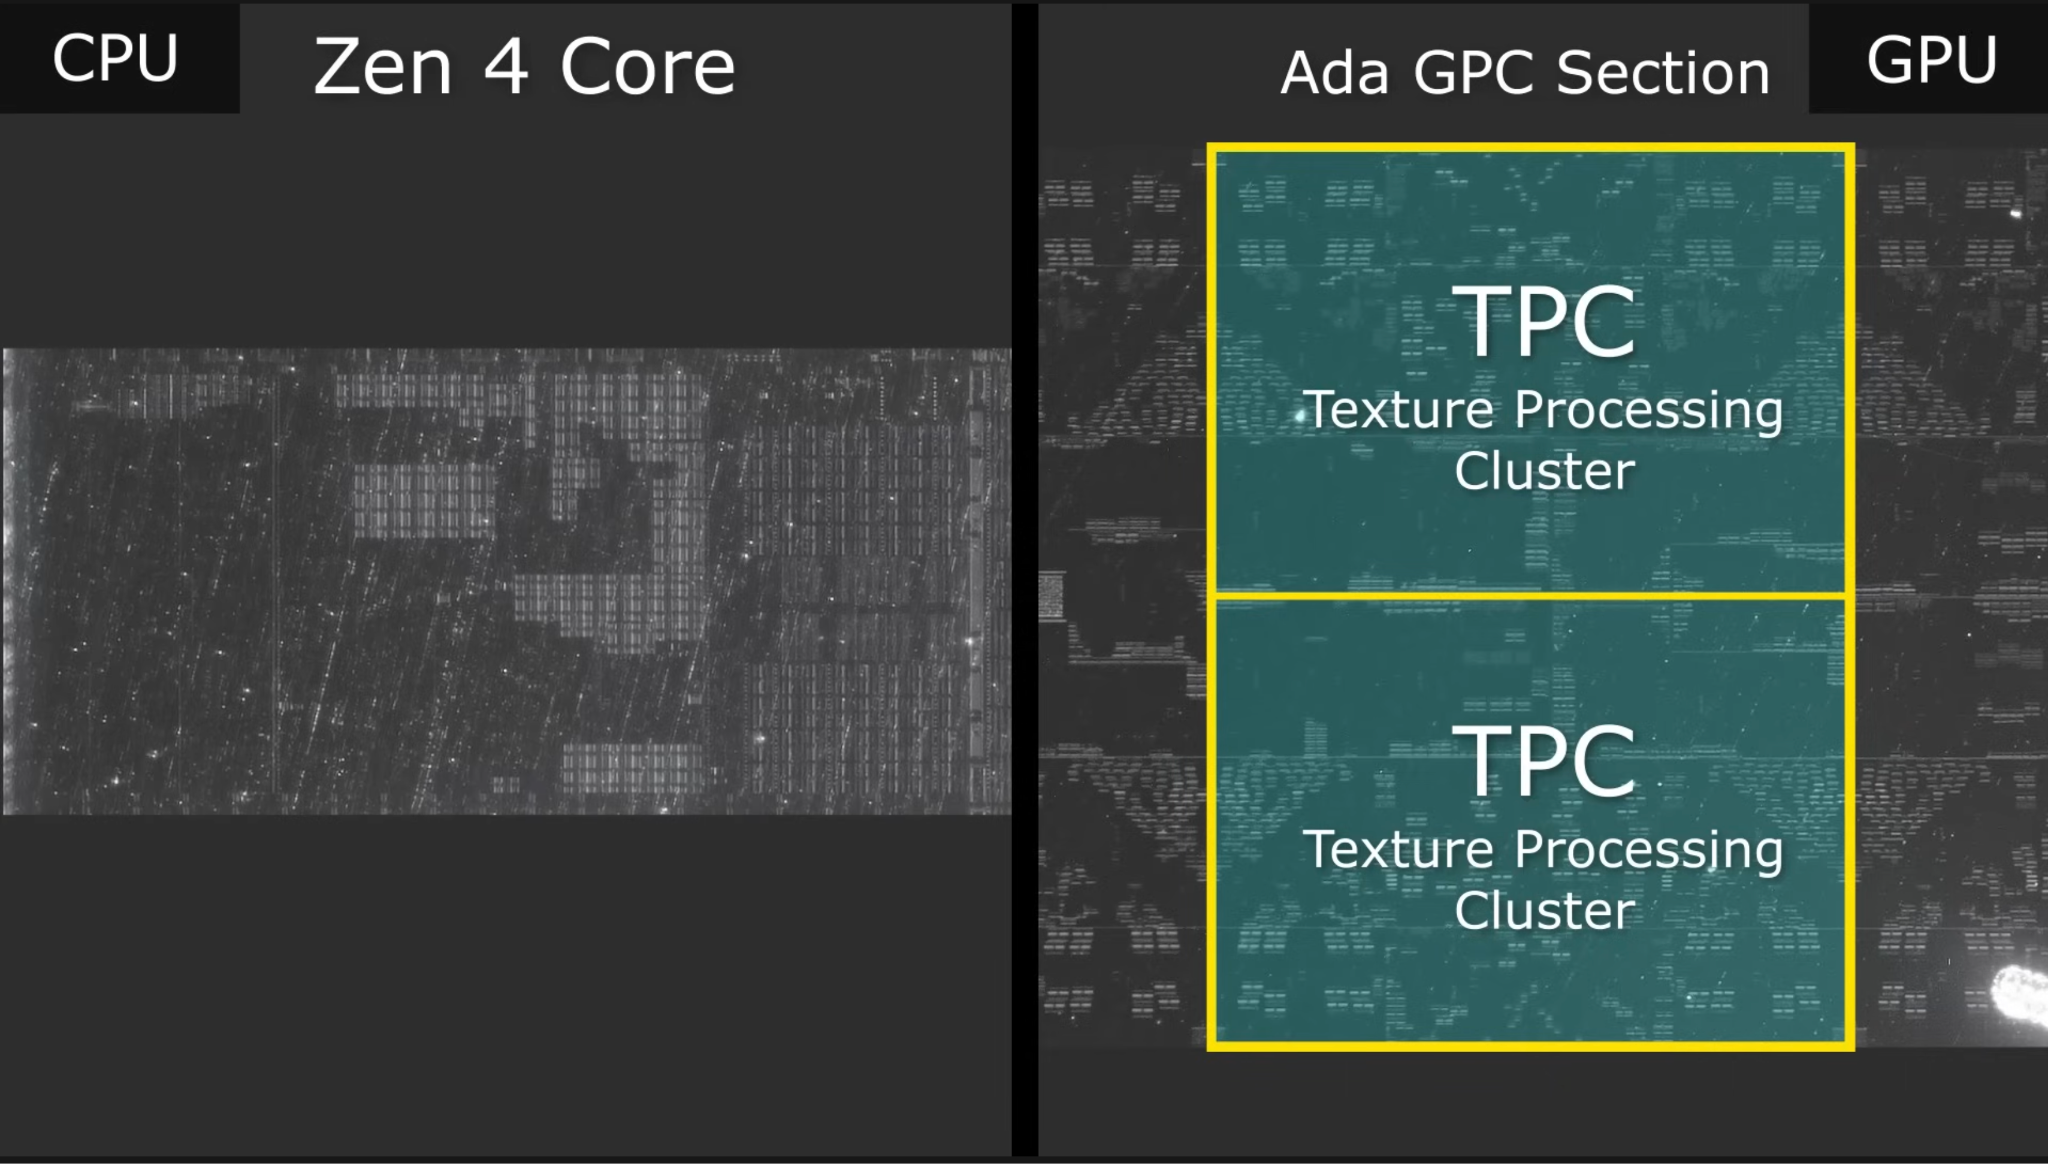 CPU
Zen 4 Core
Ada GPC Section
GPU
TPC
Texture Processing
Cluster
TPC
Texture Processing
Cluster